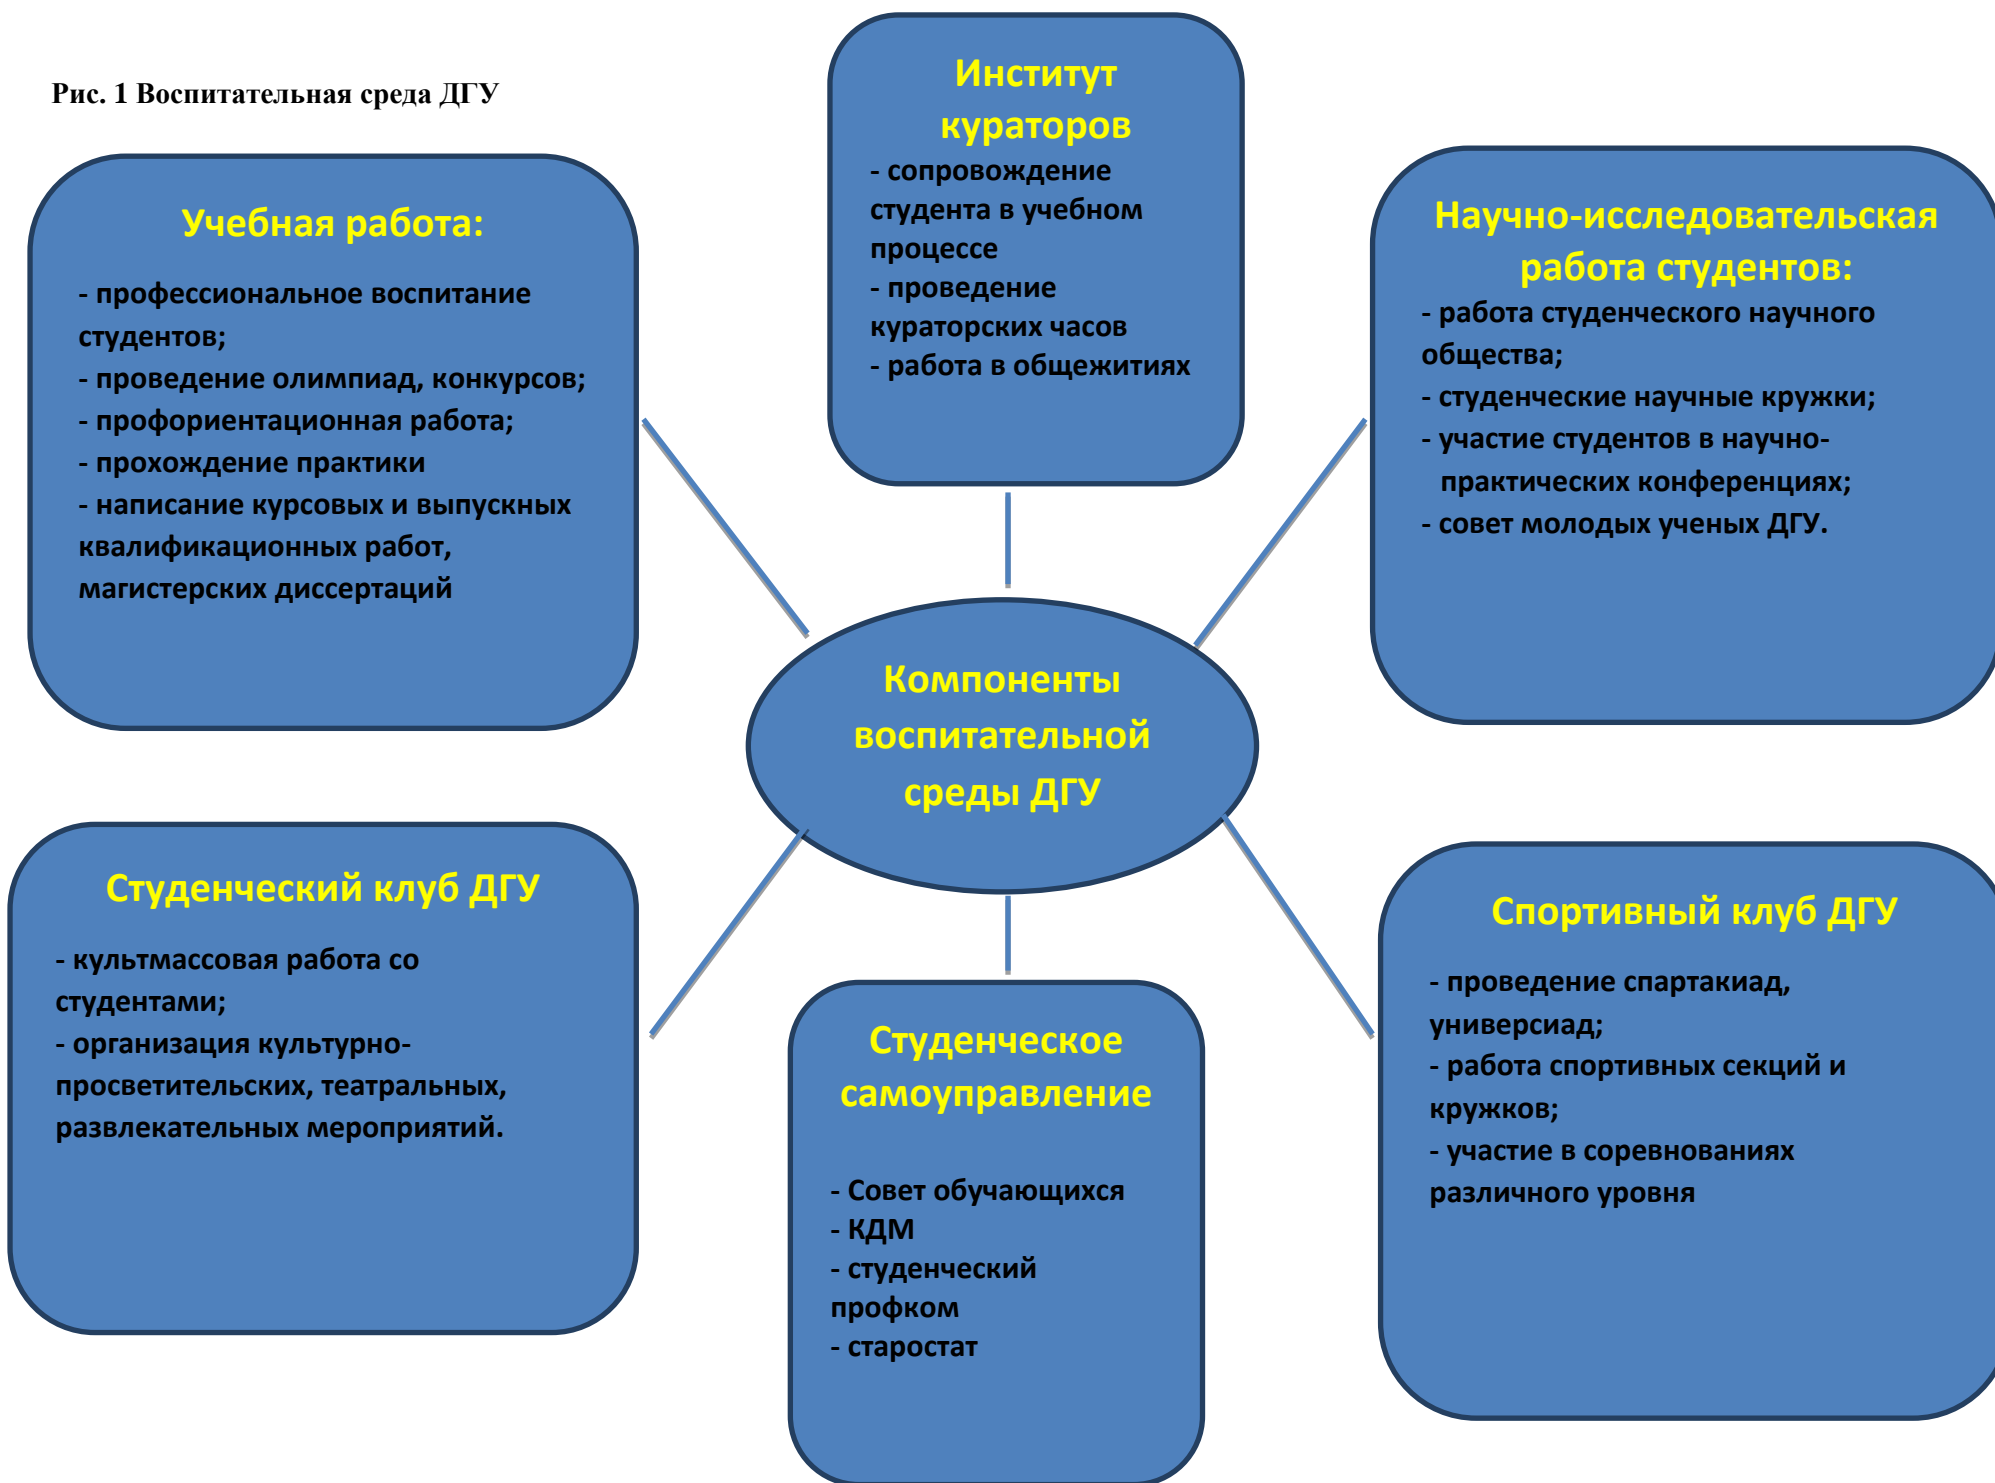 Рис. 1 Воспитательная среда ДГУ
Институт
кураторов
- сопровождение
студента в учебном
процессе
- проведение
кураторских часов
- работа в общежитиях
Учебная работа:
- профессиональное воспитание
студентов;
- проведение олимпиад, конкурсов;
- профориентационная работа;
- прохождение практики
- написание курсовых и выпускных
квалификационных работ,
магистерских диссертаций
Научно-исследовательская
работа студентов:
- работа студенческого научного
общества;
- студенческие научные кружки;
- участие студентов в научно-
практических конференциях;
- совет молодых ученых ДГУ.
Компоненты
воспитательной
среды ДГУ
Студенческий клуб ДГУ
- культмассовая работа со
студентами;
- организация культурно-
просветительских, театральных,
развлекательных мероприятий.
Студенческое
самоуправление
- Совет обучающихся
- КДМ
- студенческий
профком
- старостат
Спортивный клуб ДГУ
- проведение спартакиад,
универсиад;
- работа спортивных секций и
кружков;
- участие в соревнованиях
различного уровня